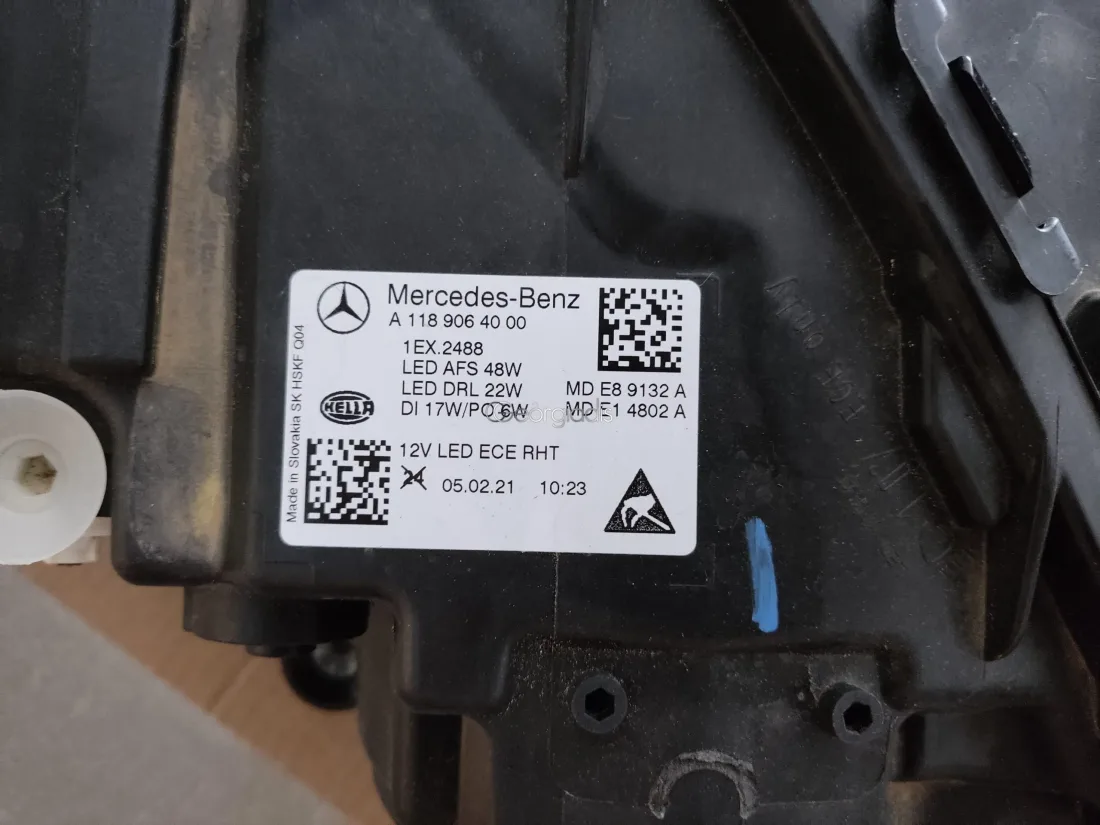 Mercedes-Benz
A 118 906 40 00
1EX.2488
LED AFS 48W
LED DRL 22W MD E8 9132 A
DI 17W/PO 6W MD E1 4802 A
HELLA
12V LED ECE RHT
24 05.02.21 10:23
Made in Slovakia SK HSKF Q04